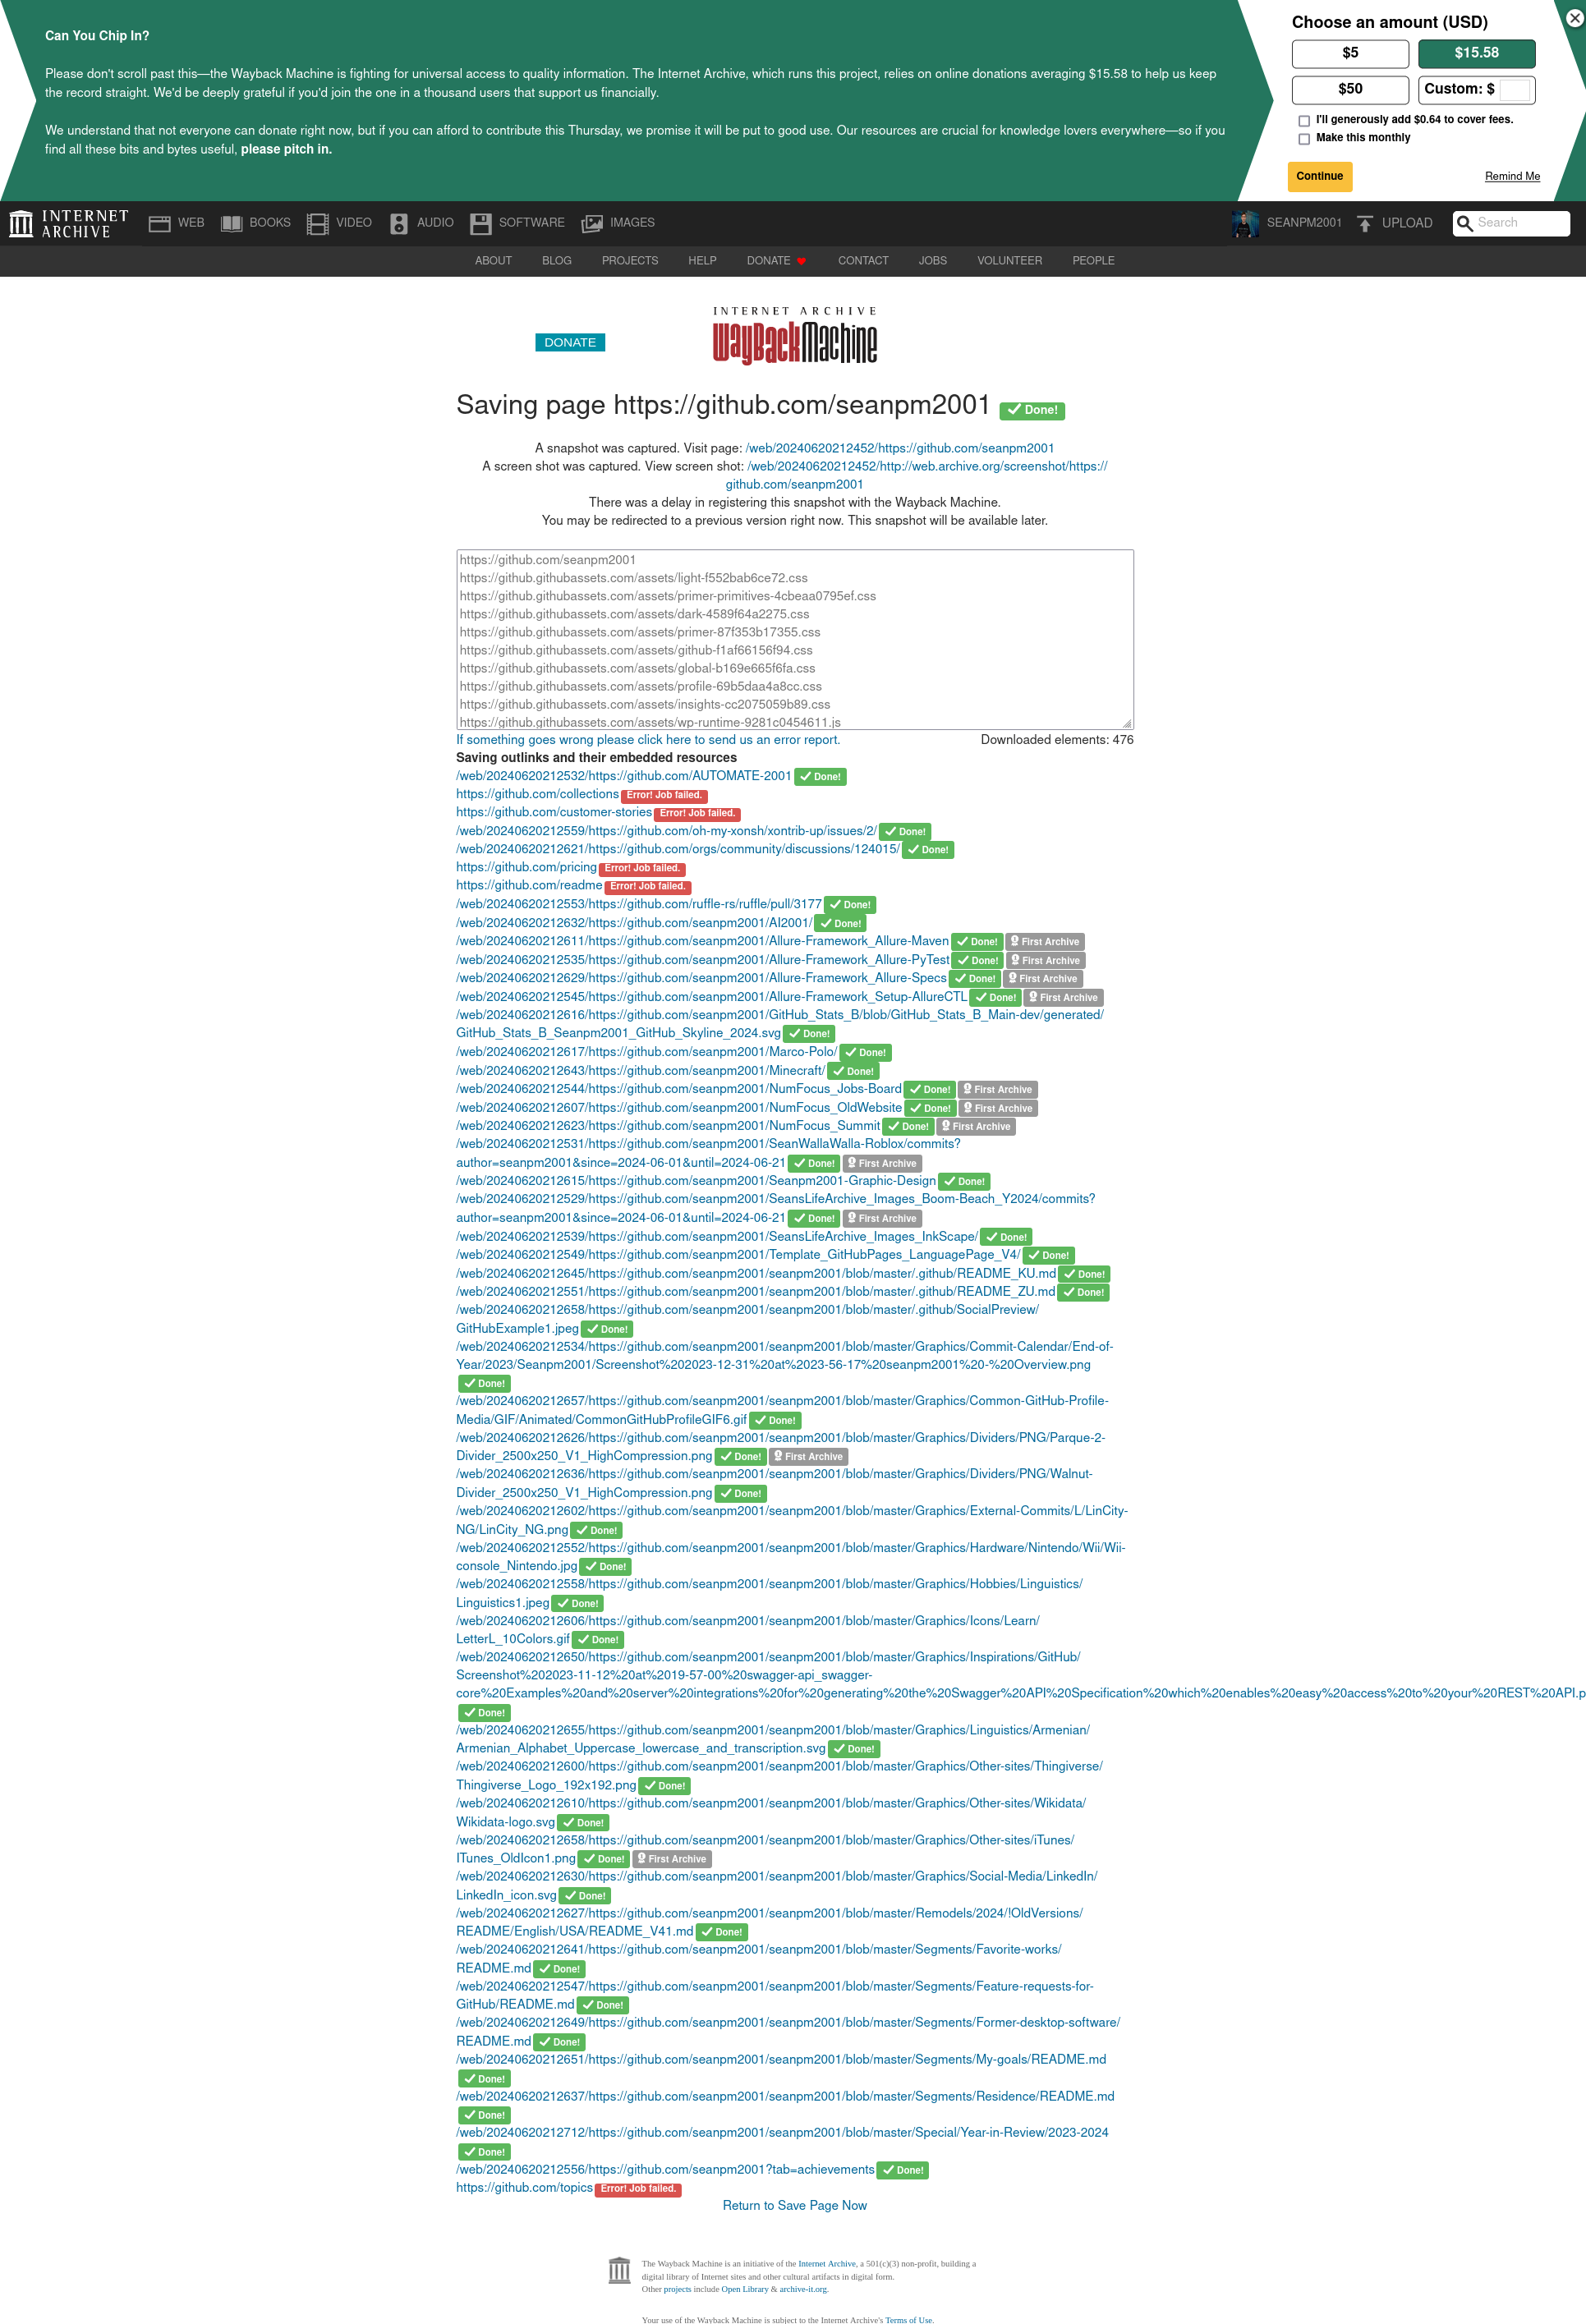 Can You Chip In?
Please don't scroll past this—the Wayback Machine is fighting for universal access to quality information. The Internet Archive, which runs this project, relies on online donations averaging $15.58 to help us keep
the record straight. We'd be deeply grateful if you'd join the one in a thousand users that support us financially.
We understand that not everyone can donate right now, but if you can afford to contribute this Thursday, we promise it will be put to good use. Our resources are crucial for knowledge lovers everywhere—so if you
find all these bits and bytes useful, please pitch in.
Choose an amount (USD)
$5 $15.58
$50 Custom: $
I'll generously add $0.64 to cover fees.
Make this monthly
Continue Remind Me
INTERNET ARCHIVE WEB BOOKS VIDEO AUDIO SOFTWARE IMAGES SEANPM2001 UPLOAD Search
ABOUT BLOG PROJECTS HELP DONATE CONTACT JOBS VOLUNTEER PEOPLE
INTERNET ARCHIVE
DONATE WayBackMachine
Saving page https://github.com/seanpm2001 Done!
A snapshot was captured. Visit page: /web/20240620212452/https://github.com/seanpm2001
A screen shot was captured. View screen shot: /web/20240620212452/http://web.archive.org/screenshot/https://
github.com/seanpm2001
There was a delay in registering this snapshot with the Wayback Machine.
You may be redirected to a previous version right now. This snapshot will be available later.
https://github.com/seanpm2001
https://github.githubassets.com/assets/light-f552bab6ce72.css
https://github.githubassets.com/assets/primer-primitives-4cbeaa0795ef.css
https://github.githubassets.com/assets/dark-4589f64a2275.css
https://github.githubassets.com/assets/primer-87f353b17355.css
https://github.githubassets.com/assets/github-f1af66156f94.css
https://github.githubassets.com/assets/global-b169e665f6fa.css
https://github.githubassets.com/assets/profile-69b5daa4a8cc.css
https://github.githubassets.com/assets/insights-cc2075059b89.css
https://github.githubassets.com/assets/wp-runtime-9281c0454611.js
If something goes wrong please click here to send us an error report. Downloaded elements: 476
Saving outlinks and their embedded resources
/web/20240620212532/https://github.com/AUTOMATE-2001 Done!
https://github.com/collections Error! Job failed.
https://github.com/customer-stories Error! Job failed.
/web/20240620212559/https://github.com/oh-my-xonsh/xontrib-up/issues/2/ Done!
/web/20240620212621/https://github.com/orgs/community/discussions/124015/ Done!
https://github.com/pricing Error! Job failed.
https://github.com/readme Error! Job failed.
/web/20240620212553/https://github.com/ruffle-rs/ruffle/pull/3177 Done!
/web/20240620212632/https://github.com/seanpm2001/AI2001/ Done!
/web/20240620212611/https://github.com/seanpm2001/Allure-Framework_Allure-Maven Done! First Archive
/web/20240620212535/https://github.com/seanpm2001/Allure-Framework_Allure-PyTest Done! First Archive
/web/20240620212629/https://github.com/seanpm2001/Allure-Framework_Allure-Specs Done! First Archive
/web/20240620212545/https://github.com/seanpm2001/Allure-Framework_Setup-AllureCTL Done! First Archive
/web/20240620212616/https://github.com/seanpm2001/GitHub_Stats_B/blob/GitHub_Stats_B_Main-dev/generated/
GitHub_Stats_B_Seanpm2001_GitHub_Skyline_2024.svg Done!
/web/20240620212617/https://github.com/seanpm2001/Marco-Polo/ Done!
/web/20240620212643/https://github.com/seanpm2001/Minecraft/ Done!
/web/20240620212544/https://github.com/seanpm2001/NumFocus_Jobs-Board Done! First Archive
/web/20240620212607/https://github.com/seanpm2001/NumFocus_OldWebsite Done! First Archive
/web/20240620212623/https://github.com/seanpm2001/NumFocus_Summit Done! First Archive
/web/20240620212531/https://github.com/seanpm2001/SeanWallaWalla-Roblox/commits?
author=seanpm2001&since=2024-06-01&until=2024-06-21 Done! First Archive
/web/20240620212615/https://github.com/seanpm2001/Seanpm2001-Graphic-Design Done!
/web/20240620212529/https://github.com/seanpm2001/SeansLifeArchive_Images_Boom-Beach_Y2024/commits?
author=seanpm2001&since=2024-06-01&until=2024-06-21 Done! First Archive
/web/20240620212539/https://github.com/seanpm2001/SeansLifeArchive_Images_InkScape/ Done!
/web/20240620212549/https://github.com/seanpm2001/Template_GitHubPages_LanguagePage_V4/ Done!
/web/20240620212645/https://github.com/seanpm2001/seanpm2001/blob/master/.github/README_KU.md Done!
/web/20240620212551/https://github.com/seanpm2001/seanpm2001/blob/master/.github/README_ZU.md Done!
/web/20240620212658/https://github.com/seanpm2001/seanpm2001/blob/master/.github/SocialPreview/
GitHubExample1.jpeg Done!
/web/20240620212534/https://github.com/seanpm2001/seanpm2001/blob/master/Graphics/Commit-Calendar/End-of-
Year/2023/Seanpm2001/Screenshot%202023-12-31%20at%2023-56-17%20seanpm2001%20-%20Overview.png
Done!
/web/20240620212657/https://github.com/seanpm2001/seanpm2001/blob/master/Graphics/Common-GitHub-Profile-
Media/GIF/Animated/CommonGitHubProfileGIF6.gif Done!
/web/20240620212626/https://github.com/seanpm2001/seanpm2001/blob/master/Graphics/Dividers/PNG/Parque-2-
Divider_2500x250_V1_HighCompression.png Done! First Archive
/web/20240620212636/https://github.com/seanpm2001/seanpm2001/blob/master/Graphics/Dividers/PNG/Walnut-
Divider_2500x250_V1_HighCompression.png Done!
/web/20240620212602/https://github.com/seanpm2001/seanpm2001/blob/master/Graphics/External-Commits/L/LinCity-
NG/LinCity_NG.png Done!
/web/20240620212552/https://github.com/seanpm2001/seanpm2001/blob/master/Graphics/Hardware/Nintendo/Wii/Wii-
console_Nintendo.jpg Done!
/web/20240620212558/https://github.com/seanpm2001/seanpm2001/blob/master/Graphics/Hobbies/Linguistics/
Linguistics1.jpeg Done!
/web/20240620212606/https://github.com/seanpm2001/seanpm2001/blob/master/Graphics/Icons/Learn/
LetterL_10Colors.gif Done!
/web/20240620212650/https://github.com/seanpm2001/seanpm2001/blob/master/Graphics/Inspirations/GitHub/
Screenshot%202023-11-12%20at%2019-57-00%20swagger-api_swagger-
core%20Examples%20and%20server%20integrations%20for%20generating%20the%20Swagger%20API%20Specification%20which%20enables%20easy%20access%20to%20your%20REST%20API.p
Done!
/web/20240620212655/https://github.com/seanpm2001/seanpm2001/blob/master/Graphics/Linguistics/Armenian/
Armenian_Alphabet_Uppercase_lowercase_and_transcription.svg Done!
/web/20240620212600/https://github.com/seanpm2001/seanpm2001/blob/master/Graphics/Other-sites/Thingiverse/
Thingiverse_Logo_192x192.png Done!
/web/20240620212610/https://github.com/seanpm2001/seanpm2001/blob/master/Graphics/Other-sites/Wikidata/
Wikidata-logo.svg Done!
/web/20240620212658/https://github.com/seanpm2001/seanpm2001/blob/master/Graphics/Other-sites/iTunes/
ITunes_OldIcon1.png Done! First Archive
/web/20240620212630/https://github.com/seanpm2001/seanpm2001/blob/master/Graphics/Social-Media/LinkedIn/
LinkedIn_icon.svg Done!
/web/20240620212627/https://github.com/seanpm2001/seanpm2001/blob/master/Remodels/2024/!OldVersions/
README/English/USA/README_V41.md Done!
/web/20240620212641/https://github.com/seanpm2001/seanpm2001/blob/master/Segments/Favorite-works/
README.md Done!
/web/20240620212547/https://github.com/seanpm2001/seanpm2001/blob/master/Segments/Feature-requests-for-
GitHub/README.md Done!
/web/20240620212649/https://github.com/seanpm2001/seanpm2001/blob/master/Segments/Former-desktop-software/
README.md Done!
/web/20240620212651/https://github.com/seanpm2001/seanpm2001/blob/master/Segments/My-goals/README.md
Done!
/web/20240620212637/https://github.com/seanpm2001/seanpm2001/blob/master/Segments/Residence/README.md
Done!
/web/20240620212712/https://github.com/seanpm2001/seanpm2001/blob/master/Special/Year-in-Review/2023-2024
Done!
/web/20240620212556/https://github.com/seanpm2001?tab=achievements Done!
https://github.com/topics Error! Job failed.
Return to Save Page Now
The Wayback Machine is an initiative of the Internet Archive, a 501(c)(3) non-profit, building a
digital library of Internet sites and other cultural artifacts in digital form.
Other projects include Open Library & archive-it.org.
Your use of the Wayback Machine is subject to the Internet Archive's Terms of Use.